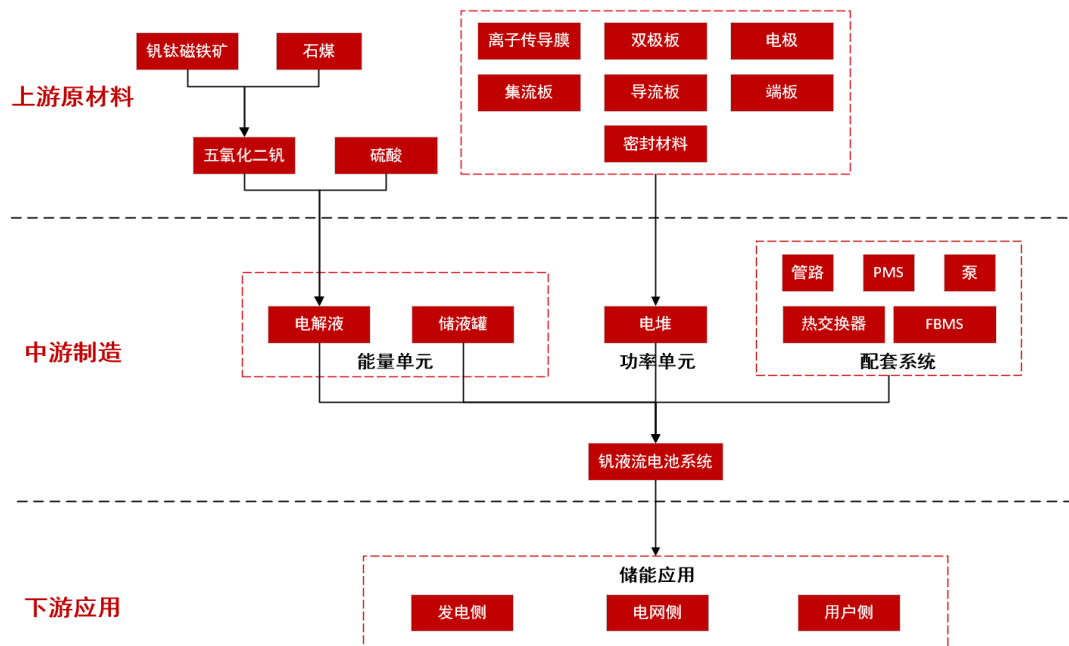 离子传导膜
双极板
电极
钒钛磁铁矿
石煤
上游原材料
集流板
导流板
端板
密封材料
五氧化二钒
硫酸
管路
PMS
泵
电解液
储液罐
电堆
热交换器
FBMS
中游制造
能量单元
功率单元
配套系统
钒液流电池系统
储能应用
下游应用
发电侧
电网侧
用户侧